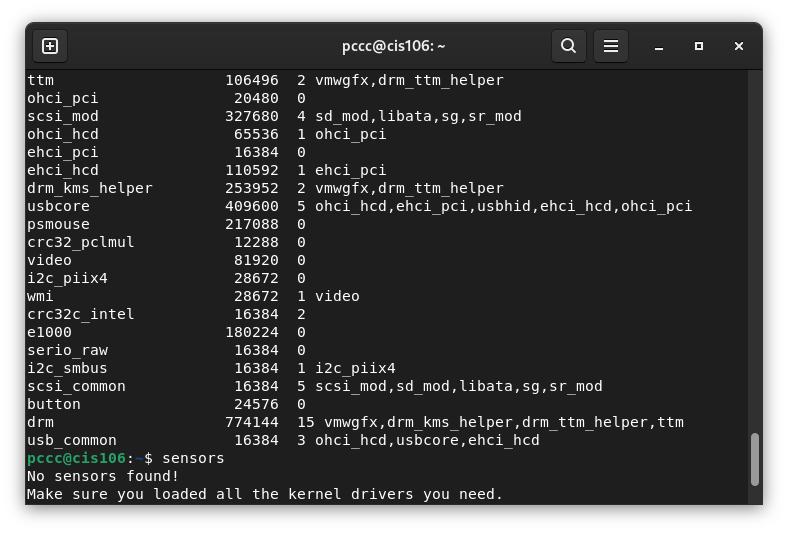 pccc@cis106: ~
ttm                   106496  2 vmwgfx,drm_ttm_helper
ohci_pci               20480  0
scsi_mod              327680  4 sd_mod,libata,sg,sr_mod
ohci_hcd               65536  1 ohci_pci
ehci_pci               16384  0
ehci_hcd              110592  1 ehci_pci
drm_kms_helper        253952  2 vmwgfx,drm_ttm_helper
usbcore               409600  5 ohci_hcd,ehci_pci,usbhid,ehci_hcd,ohci_pci
psmouse               217088  0
crc32_pclmul           12288  0
video                  81920  0
i2c_piix4              28672  0
wmi                    28672  1 video
crc32c_intel           16384  2
e1000                 180224  0
serio_raw              16384  0
i2c_smbus              16384  1 i2c_piix4
scsi_common            16384  5 scsi_mod,sd_mod,libata,sg,sr_mod
button                 24576  0
drm                   774144  15 vmwgfx,drm_kms_helper,drm_ttm_helper,ttm
usb_common             16384  3 ohci_hcd,usbcore,ehci_hcd
pccc@cis106:~$ sensors
No sensors found!
Make sure you loaded all the kernel drivers you need.